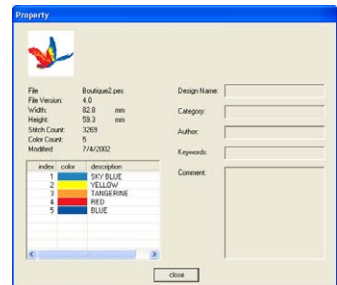 Property
File Boutique2.pes
File Version: 4.0
Width: 82.8 mm
Height: 59.3 mm
Stitch Count: 3269
Color Count: 5
Modified 7/4/2002
index color description
1 SKY BLUE
2 YELLOW
3 TANGERINE
4 RED
5 BLUE
Design Name:
Category:
Author:
Keywords:
Comment:
close